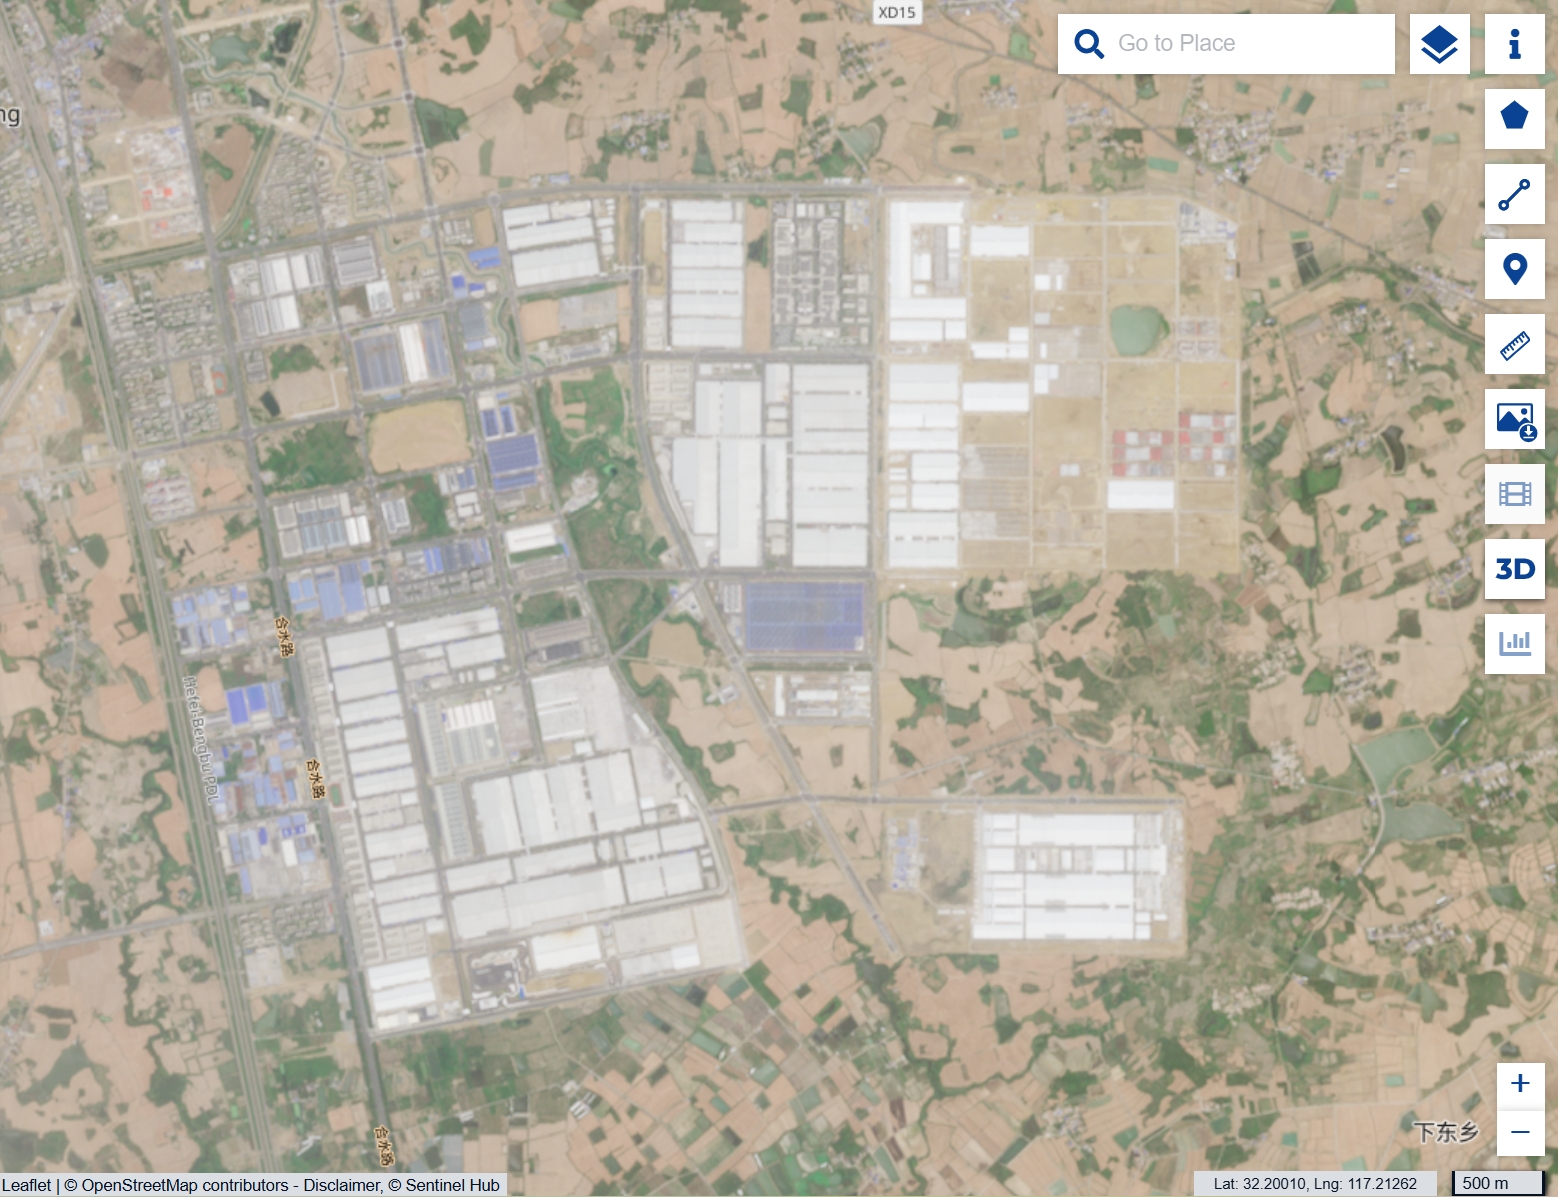 XD15
Go to Place
ng
3D
合水路
Hefei-Bengbu PDL
合水路
合水路
下东乡
Leaflet | © OpenStreetMap contributors - Disclaimer, © Sentinel Hub
Lat: 32.20010, Lng: 117.21262
500 m